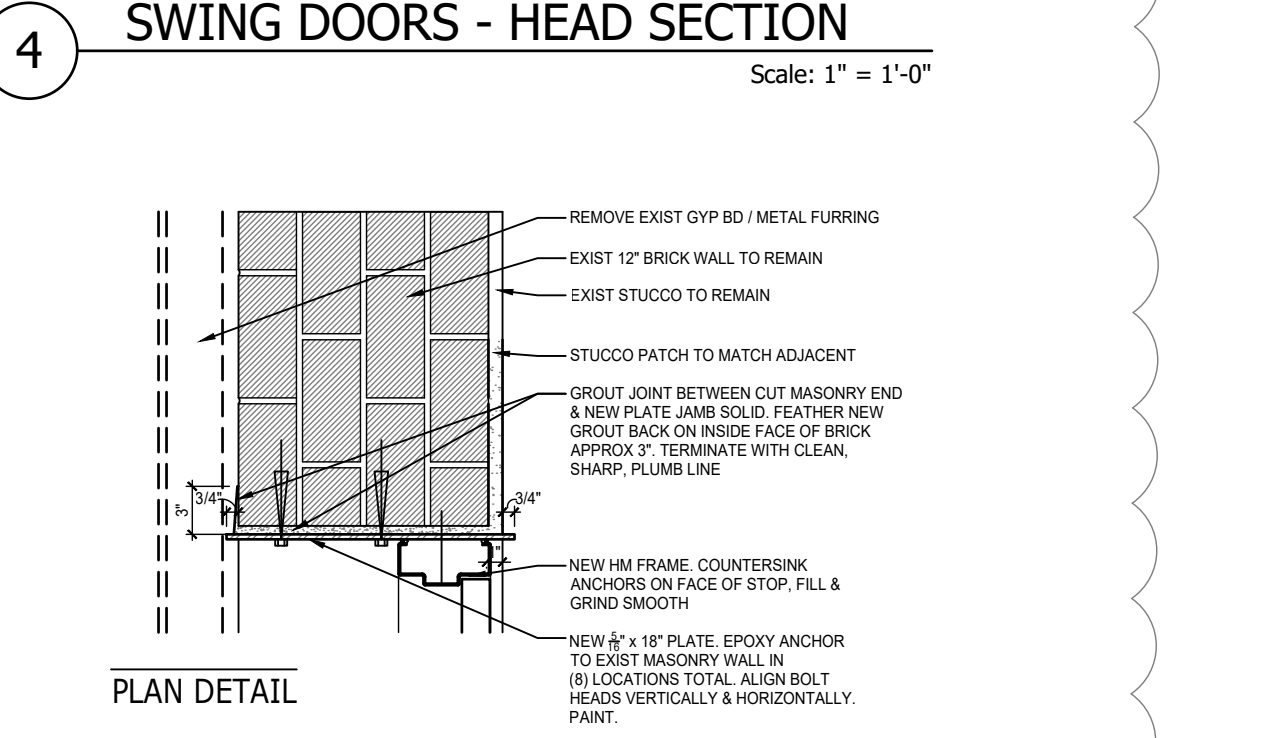 4
SWING DOORS - HEAD SECTION
Scale: 1" = 1'-0"
REMOVE EXIST GYP BD / METAL FURRING
EXIST 12" BRICK WALL TO REMAIN
EXIST STUCCO TO REMAIN
STUCCO PATCH TO MATCH ADJACENT
GROUT JOINT BETWEEN CUT MASONRY END
& NEW PLATE JAMB SOLID. FEATHER NEW
GROUT BACK ON INSIDE FACE OF BRICK
APPROX 3". TERMINATE WITH CLEAN,
SHARP, PLUMB LINE
3/4"
3"
3/4"
NEW HM FRAME. COUNTERSINK
ANCHORS ON FACE OF STOP, FILL &
GRIND SMOOTH
NEW 5/16" x 18" PLATE. EPOXY ANCHOR
TO EXIST MASONRY WALL IN
(8) LOCATIONS TOTAL. ALIGN BOLT
HEADS VERTICALLY & HORIZONTALLY.
PAINT.
PLAN DETAIL